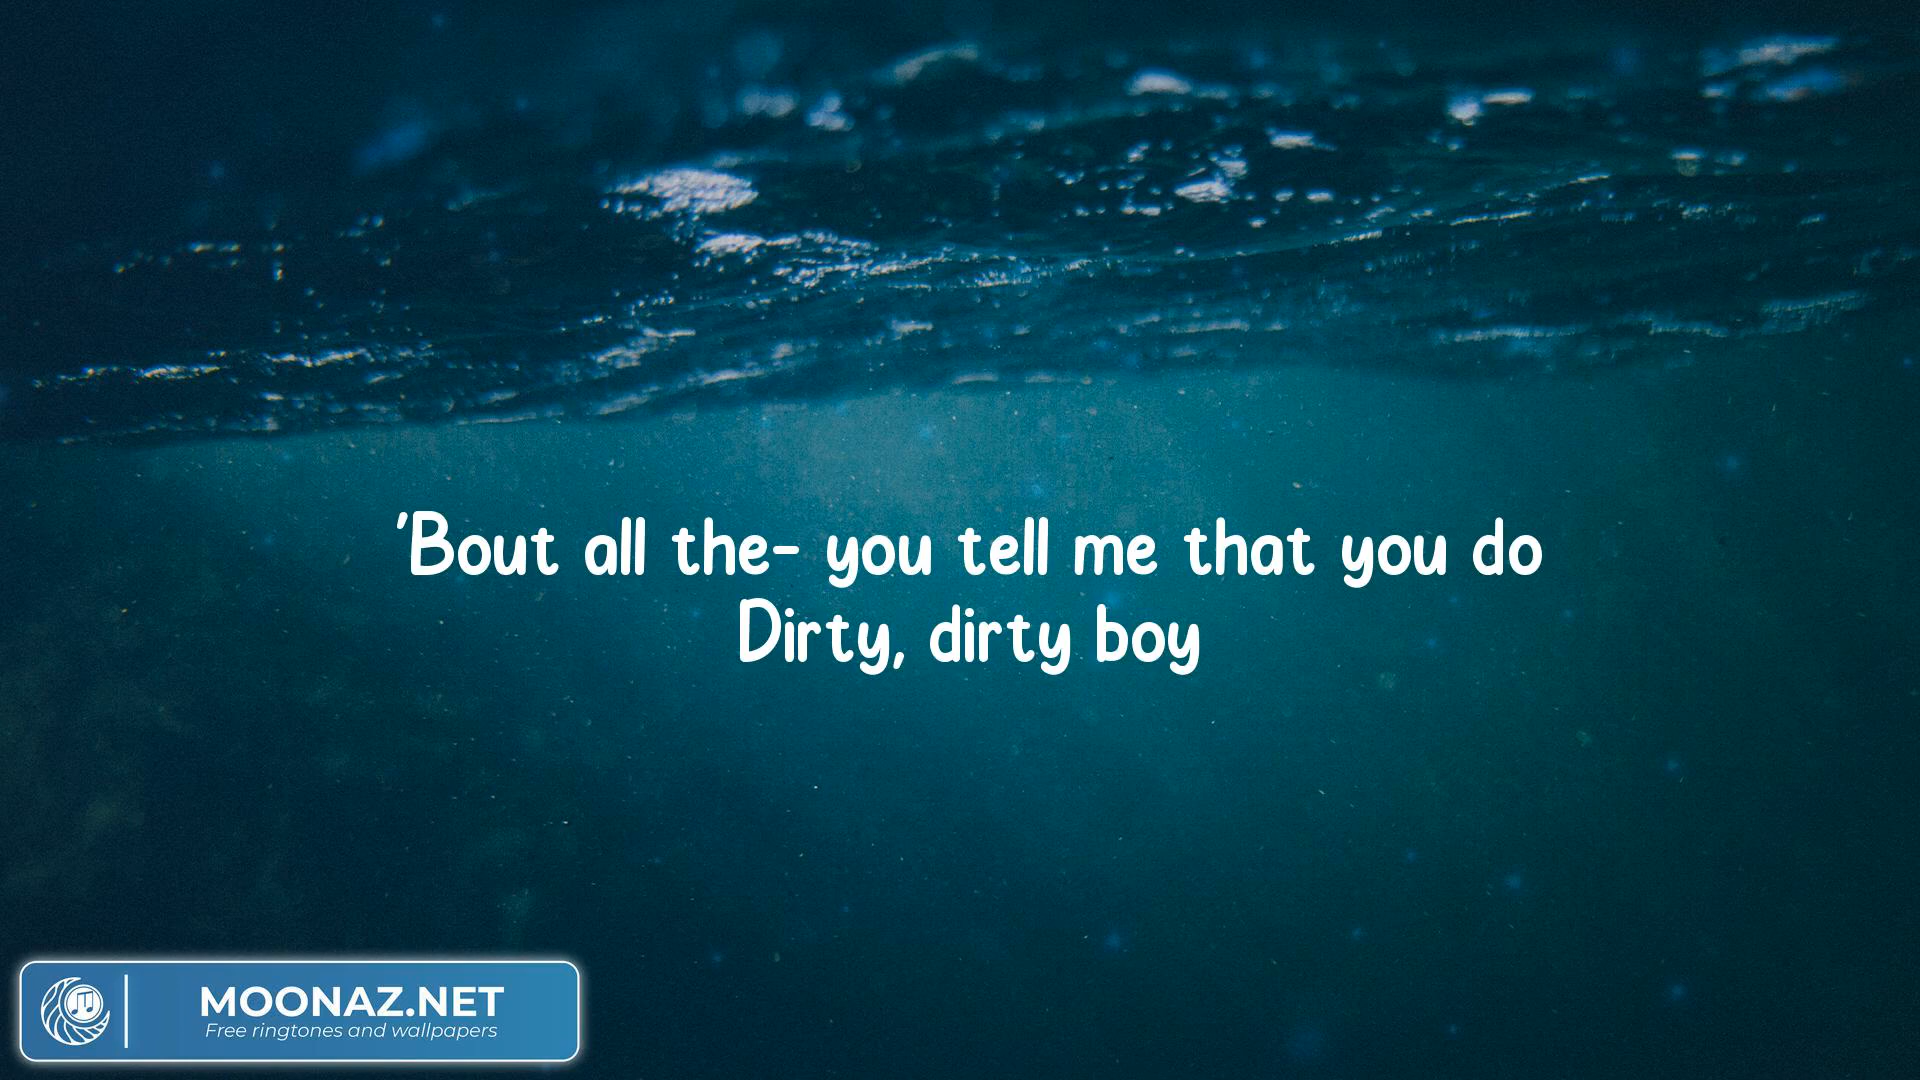 'Bout all the- you tell me that you do
Dirty, dirty boy
MOONAZ.NET
Free ringtones and wallpapers